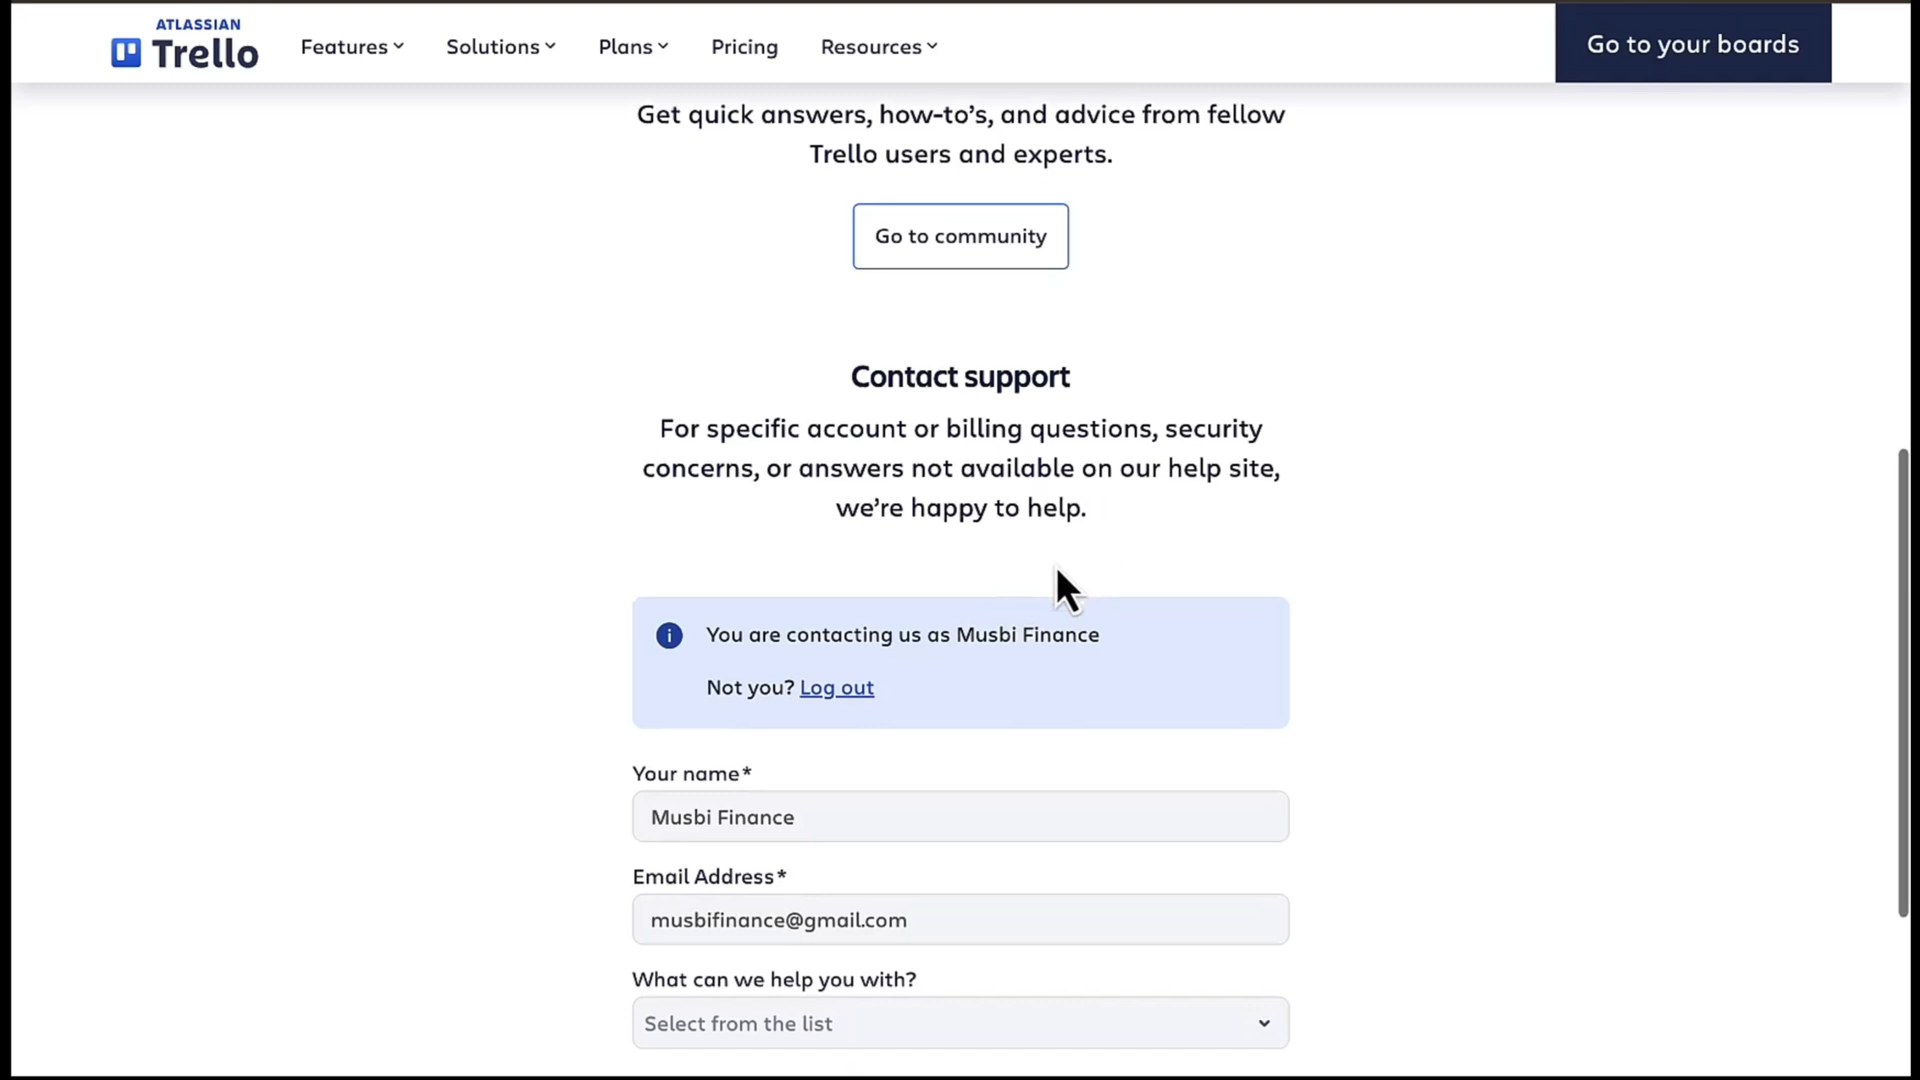 ATLASSIAN
Trello
Features
Solutions
Plans
Pricing
Resources
Go to your boards
Get quick answers, how-to's, and advice from fellow
Trello users and experts.
Go to community
Contact support
For specific account or billing questions, security
concerns, or answers not available on our help site,
we're happy to help.
You are contacting us as Musbi Finance
Not you? Log out
Your name*
Musbi Finance
Email Address*
musbifinance@gmail.com
What can we help you with?
Select from the list